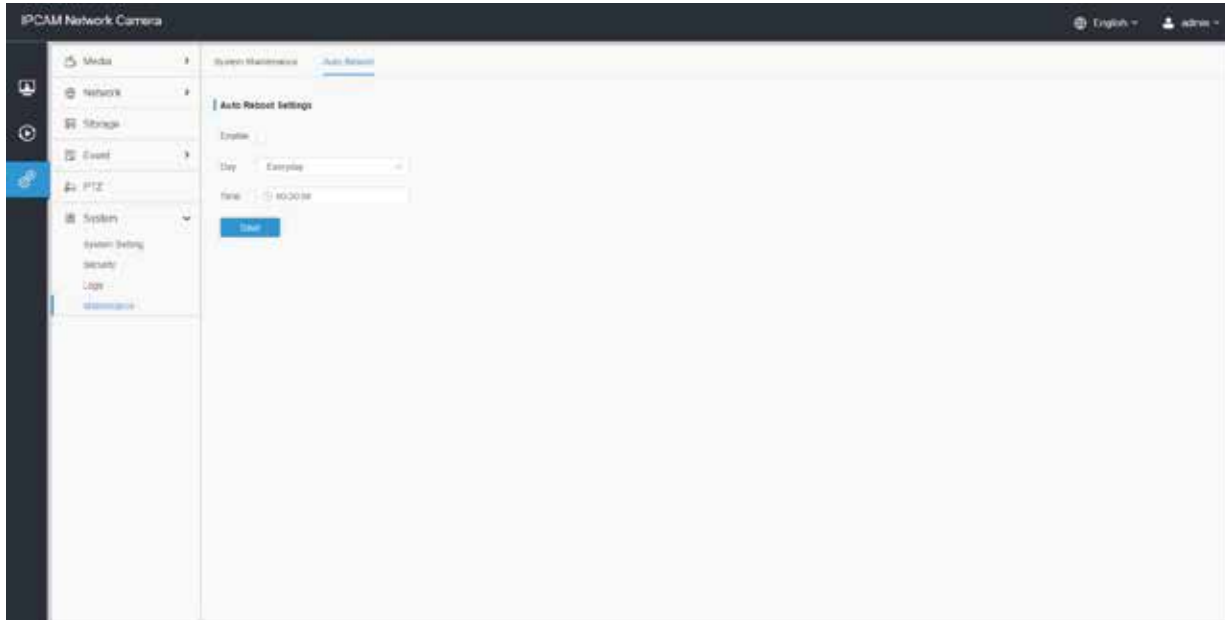 IPCAM Network Camera
English
admin
Media
Network
Storage
Event
PTZ
System
System Setting
Security
Logs
Maintenance
System Maintenance
Auto Reboot
Auto Reboot Settings
Enable
Day
Everyday
Time
Save